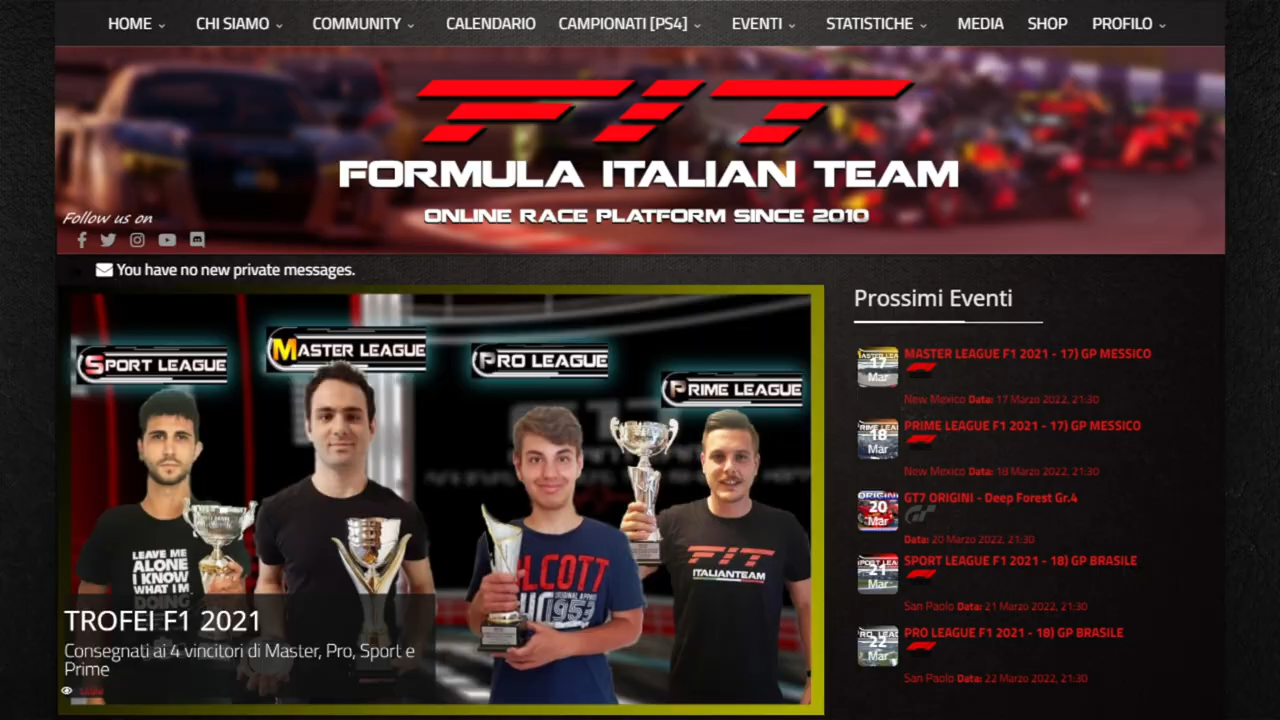 HOME
CHI SIAMO
COMMUNITY
CALENDARIO
CAMPIONATI [PS4]
EVENTI
STATISTICHE
MEDIA
SHOP
PROFILO
FIT
FORMULA ITALIAN TEAM
ONLINE RACE PLATFORM SINCE 2010
Follow us on
You have no new private messages.
SPORT LEAGUE
MASTER LEAGUE
PRO LEAGUE
PRIME LEAGUE
LEAVE ME
ALONE
I KNOW
WHAT I'M
DOING
LCOTT
ORIGINAL
1953
FIT
ITALIANTEAM
TROFEI F1 2021
Consegnati ai 4 vincitori di Master, Pro, Sport e
Prime
Prossimi Eventi
17
Mar
MASTER LEAGUE F1 2021 - 17) GP MESSICO
New Mexico Data: 17 Marzo 2022, 21:30
18
Mar
PRIME LEAGUE F1 2021 - 17) GP MESSICO
New Mexico Data: 18 Marzo 2022, 21:30
20
Mar
GT7 ORIGINI - Deep Forest Gr.4
Data: 20 Marzo 2022, 21:30
21
Mar
SPORT LEAGUE F1 2021 - 18) GP BRASILE
San Paolo Data: 21 Marzo 2022, 21:30
22
Mar
PRO LEAGUE F1 2021 - 18) GP BRASILE
San Paolo Data: 22 Marzo 2022, 21:30